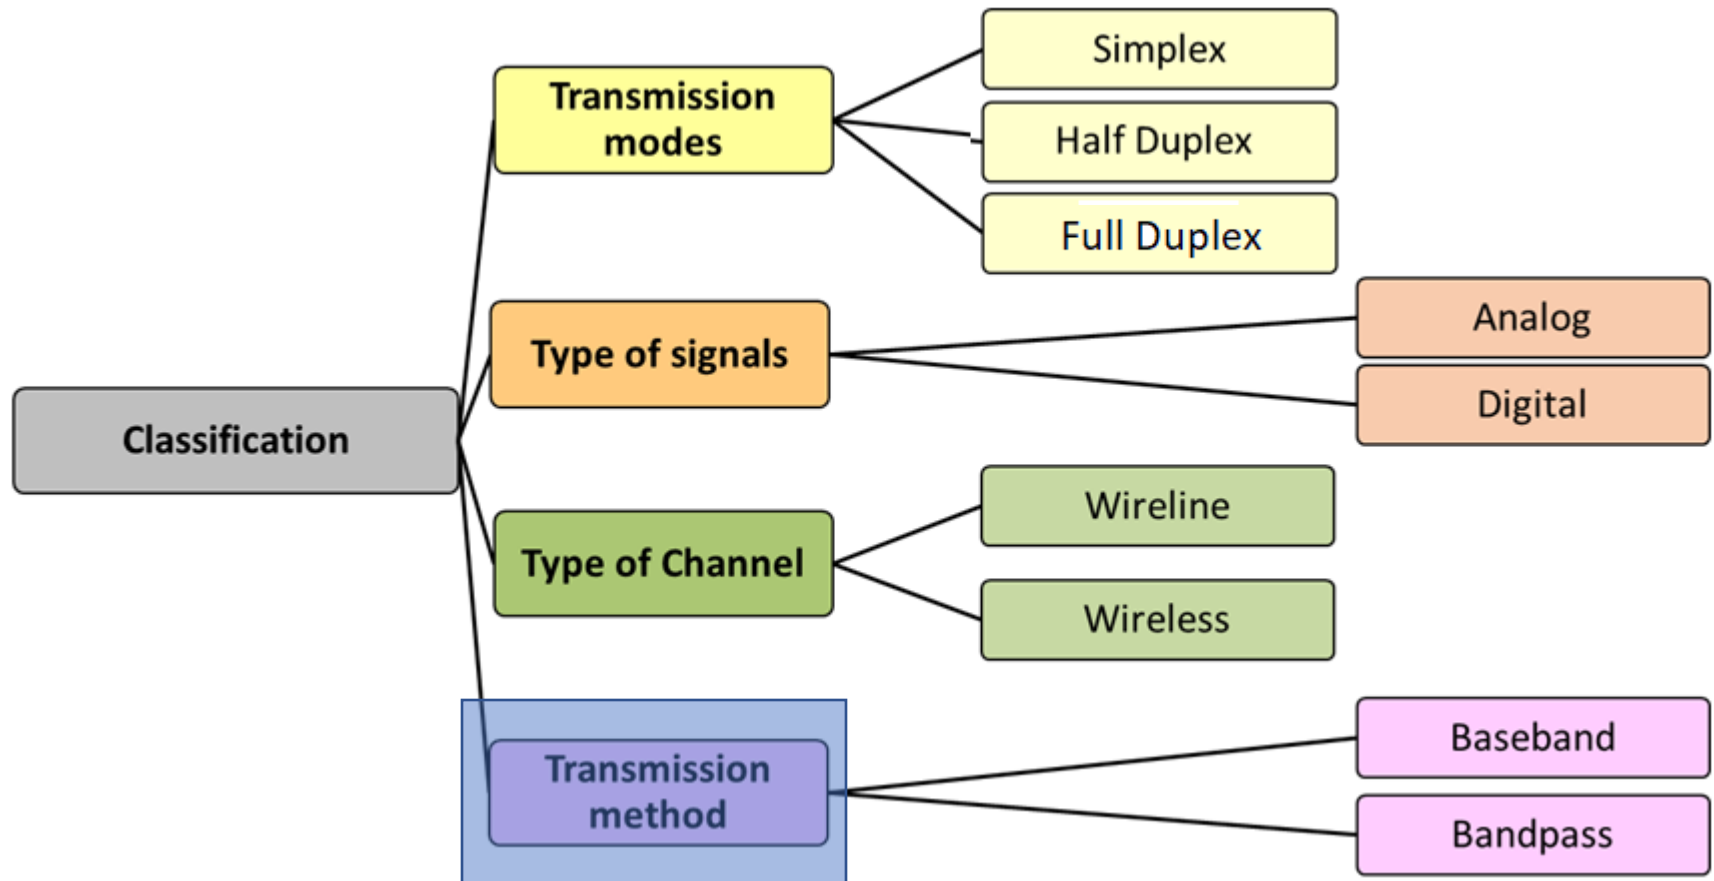 Simplex
Transmission
modes
Half Duplex
Full Duplex
Analog
Type of signals
Digital
Classification
Wireline
Type of Channel
Wireless
Baseband
Transmission
method
Bandpass